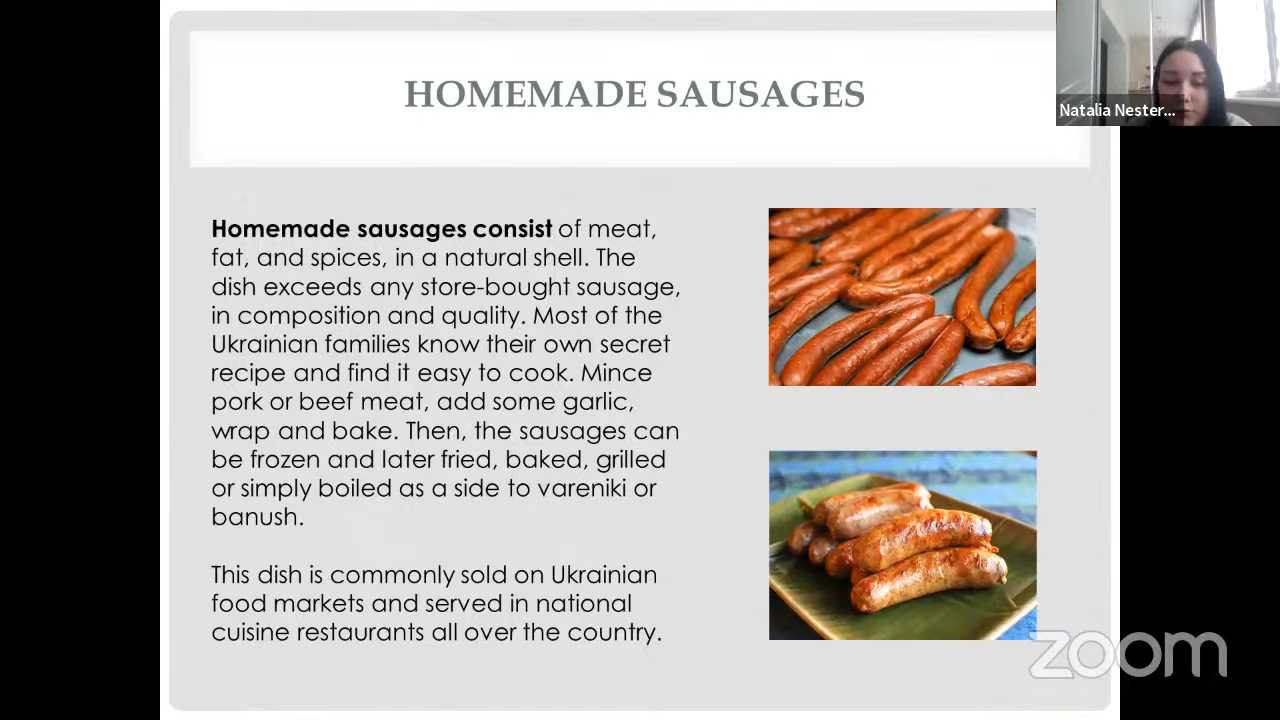 HOMEMADE SAUSAGES
Natalia Nester...
Homemade sausages consist of meat,
fat, and spices, in a natural shell. The
dish exceeds any store-bought sausage,
in composition and quality. Most of the
Ukrainian families know their own secret
recipe and find it easy to cook. Mince
pork or beef meat, add some garlic,
wrap and bake. Then, the sausages can
be frozen and later fried, baked, grilled
or simply boiled as a side to vareniki or
banush.
This dish is commonly sold on Ukrainian
food markets and served in national
cuisine restaurants all over the country.
zoom